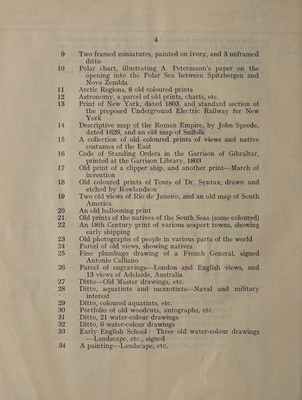 4
9 Two framed miniatures, painted on ivory, and 3 unframed
ditto
10 Polar chart, illustrating A. Petermann's paper on the
opening into the Polar Sea between Spitzbergen and
Nova Zembla
11 Arctic Regions, 8 old coloured prints
12 Astronomy, a parcel of old prints, charts, etc.
13 Print of New York, dated 1803, and standard section of
the proposed Underground Electric Railway for New
York
14 Descriptive map of the Roman Empire, by John Speede,
dated 1626, and an old map of Suffolk
15 A collection of old coloured prints of views and native
costumes of the East
16 Code of Standing Orders in the Garrison of Gibraltar,
printed at the Garrison Library, 1803
17 Old print of a clipper ship, and another print—March of
invention
18 Old coloured prints of Tours of Dr. Syntax, drawn and
etched by Rowlandson
19 Two old views of Rio de Janeiro, and an old map of South
America
20 An old ballooning print
21 Old prints of the natives of the South Seas (some coloured)
22 An 18th Century print of various seaport towns, showing
early shipping
23 Old photographs of people in various parts of the world
24 Parcel of old views, showing natives
25 Fine plumbago drawing of a French General, signed
Antonio Calliano
26 Parcel of engravings—London and English views, and
13 views of Adelaide, Australia
27 Ditto—Old Master drawings, etc.
28 Ditto, aquatints and mezzotints—Naval and military
interest
29 Ditto, coloured aquatints, etc.
30 Portfolio of old woodcuts, autographs, etc.
31 Ditto, 21 water-colour drawings
32 Ditto, 6 water-colour drawings
33 Early English School : Three old water-colour drawings
—Landscape, etc., signed
34 A painting—Landscape, etc.